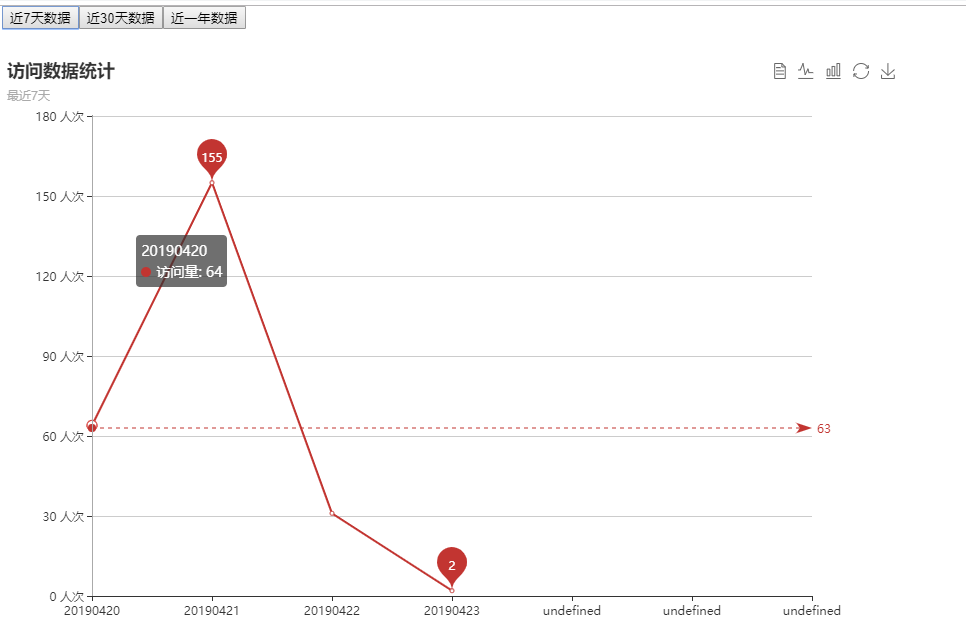 近7天数据 近30天数据 近一年数据
访问数据统计
最近7天
180 人次
155
150 人次
20190420
访问量: 64
120 人次
90 人次
63
60 人次
30 人次
2
0 人次
20190420 20190421 20190422 20190423 undefined undefined undefined